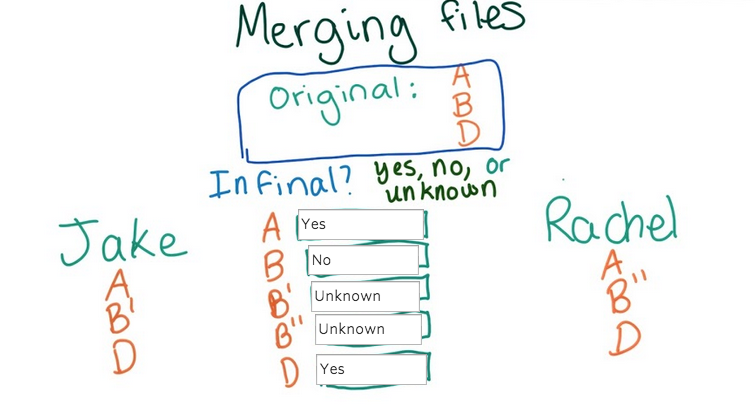 Merging files
Original: A
B
D
In final? yes, no, or
unknown
Jake
A
B'
D
A Yes
B No
B' Unknown
B'' Unknown
D Yes
Rachel
A
B''
D